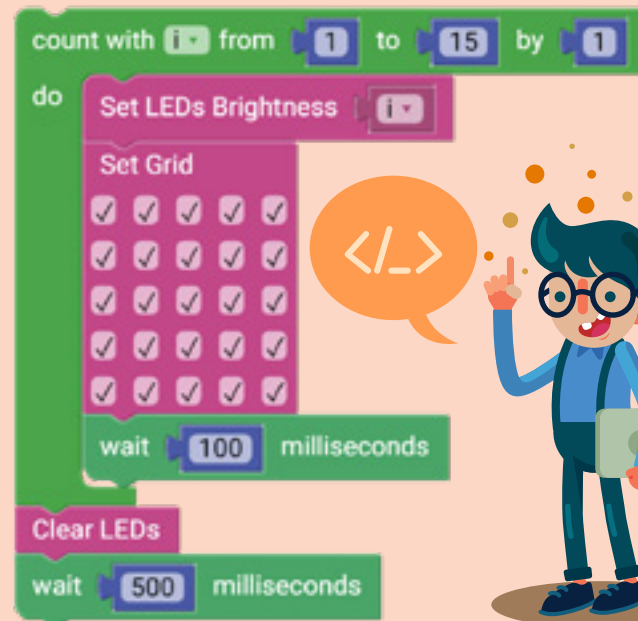 count with i from 1 to 15 by 1
do
Set LEDs Brightness i
Set Grid
</_>
wait 100 milliseconds
Clear LEDs
wait 500 milliseconds